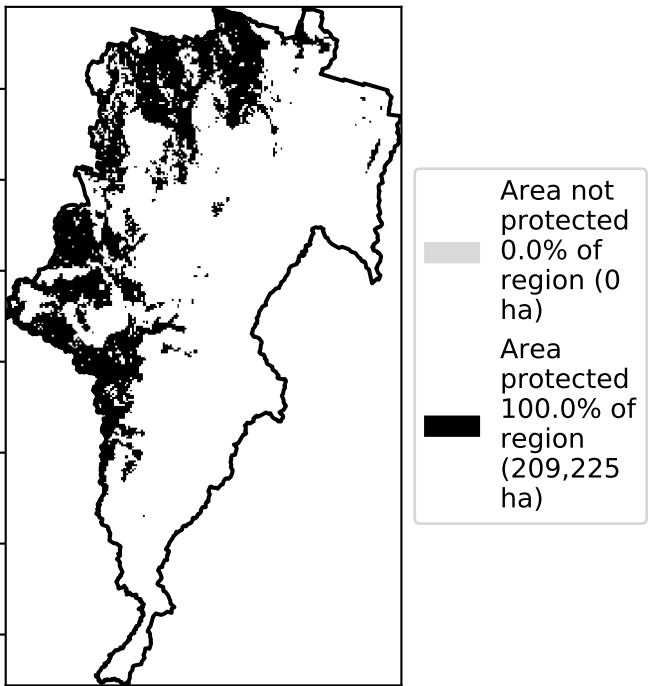 Area not
protected
0.0% of
region (0
ha)
Area
protected
100.0% of
region
(209,225
ha)